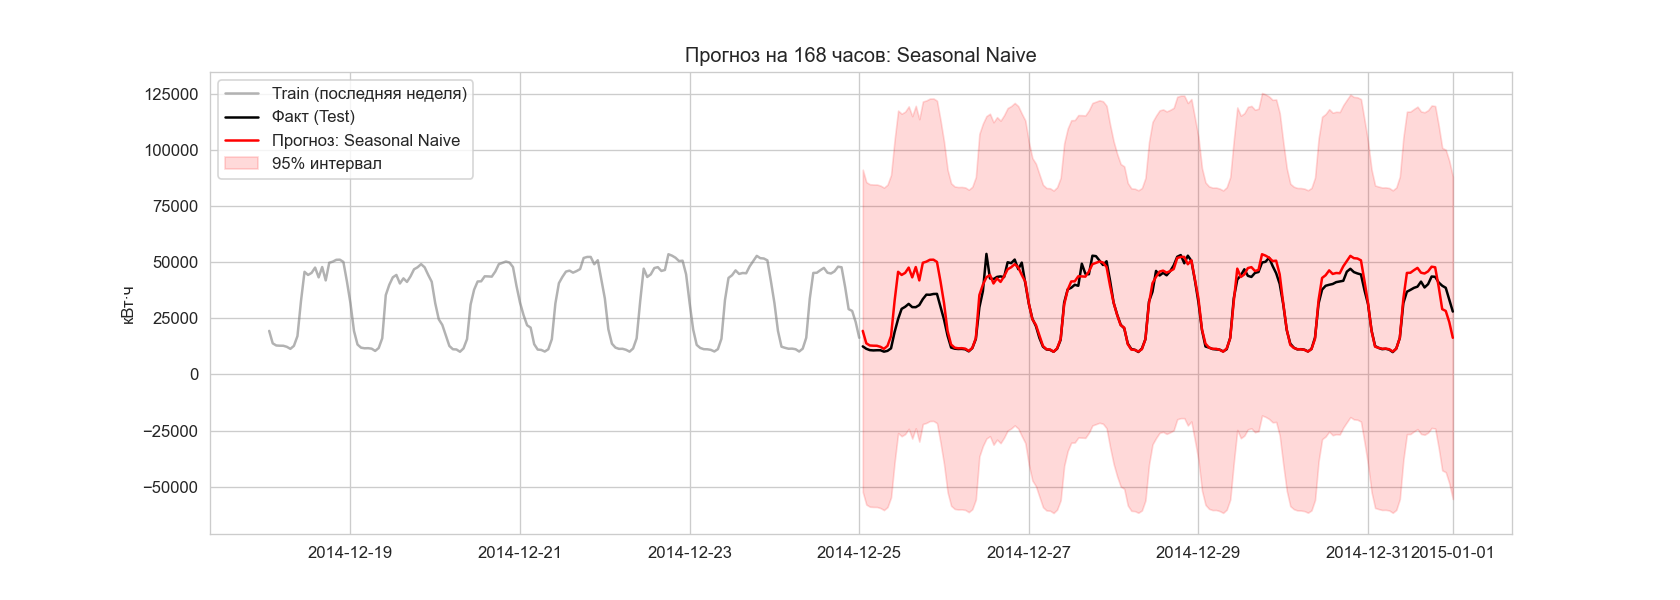 Прогноз на 168 часов: Seasonal Naive
Train (последняя неделя)
Факт (Test)
Прогноз: Seasonal Naive
95% интервал
кВт·ч
125000
100000
75000
50000
25000
0
−25000
−50000
2014-12-19
2014-12-21
2014-12-23
2014-12-25
2014-12-27
2014-12-29
2014-12-31
2015-01-01